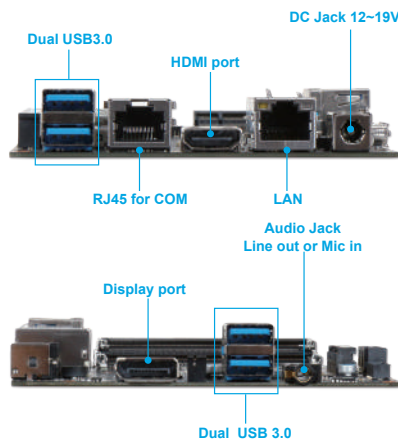 DC Jack 12~19V
Dual USB3.0
HDMI port
RJ45 for COM
LAN
Audio Jack
Line out or Mic in
Display port
Dual USB 3.0